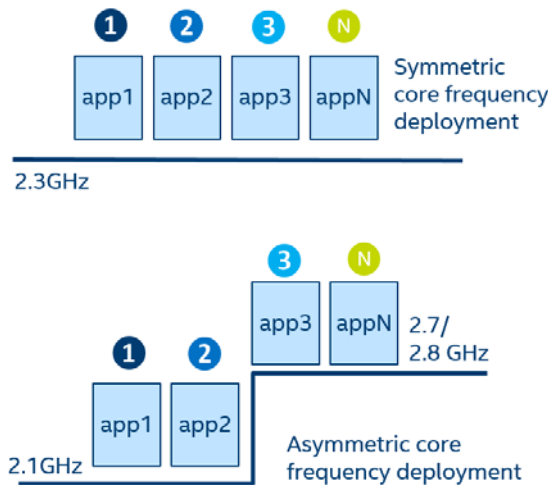 1 2 3 N
app1 app2 app3 appN
Symmetric
core frequency
deployment
2.3GHz
3 N
app3 appN
2.7/
2.8 GHz
1 2
app1 app2
2.1GHz
Asymmetric core
frequency deployment